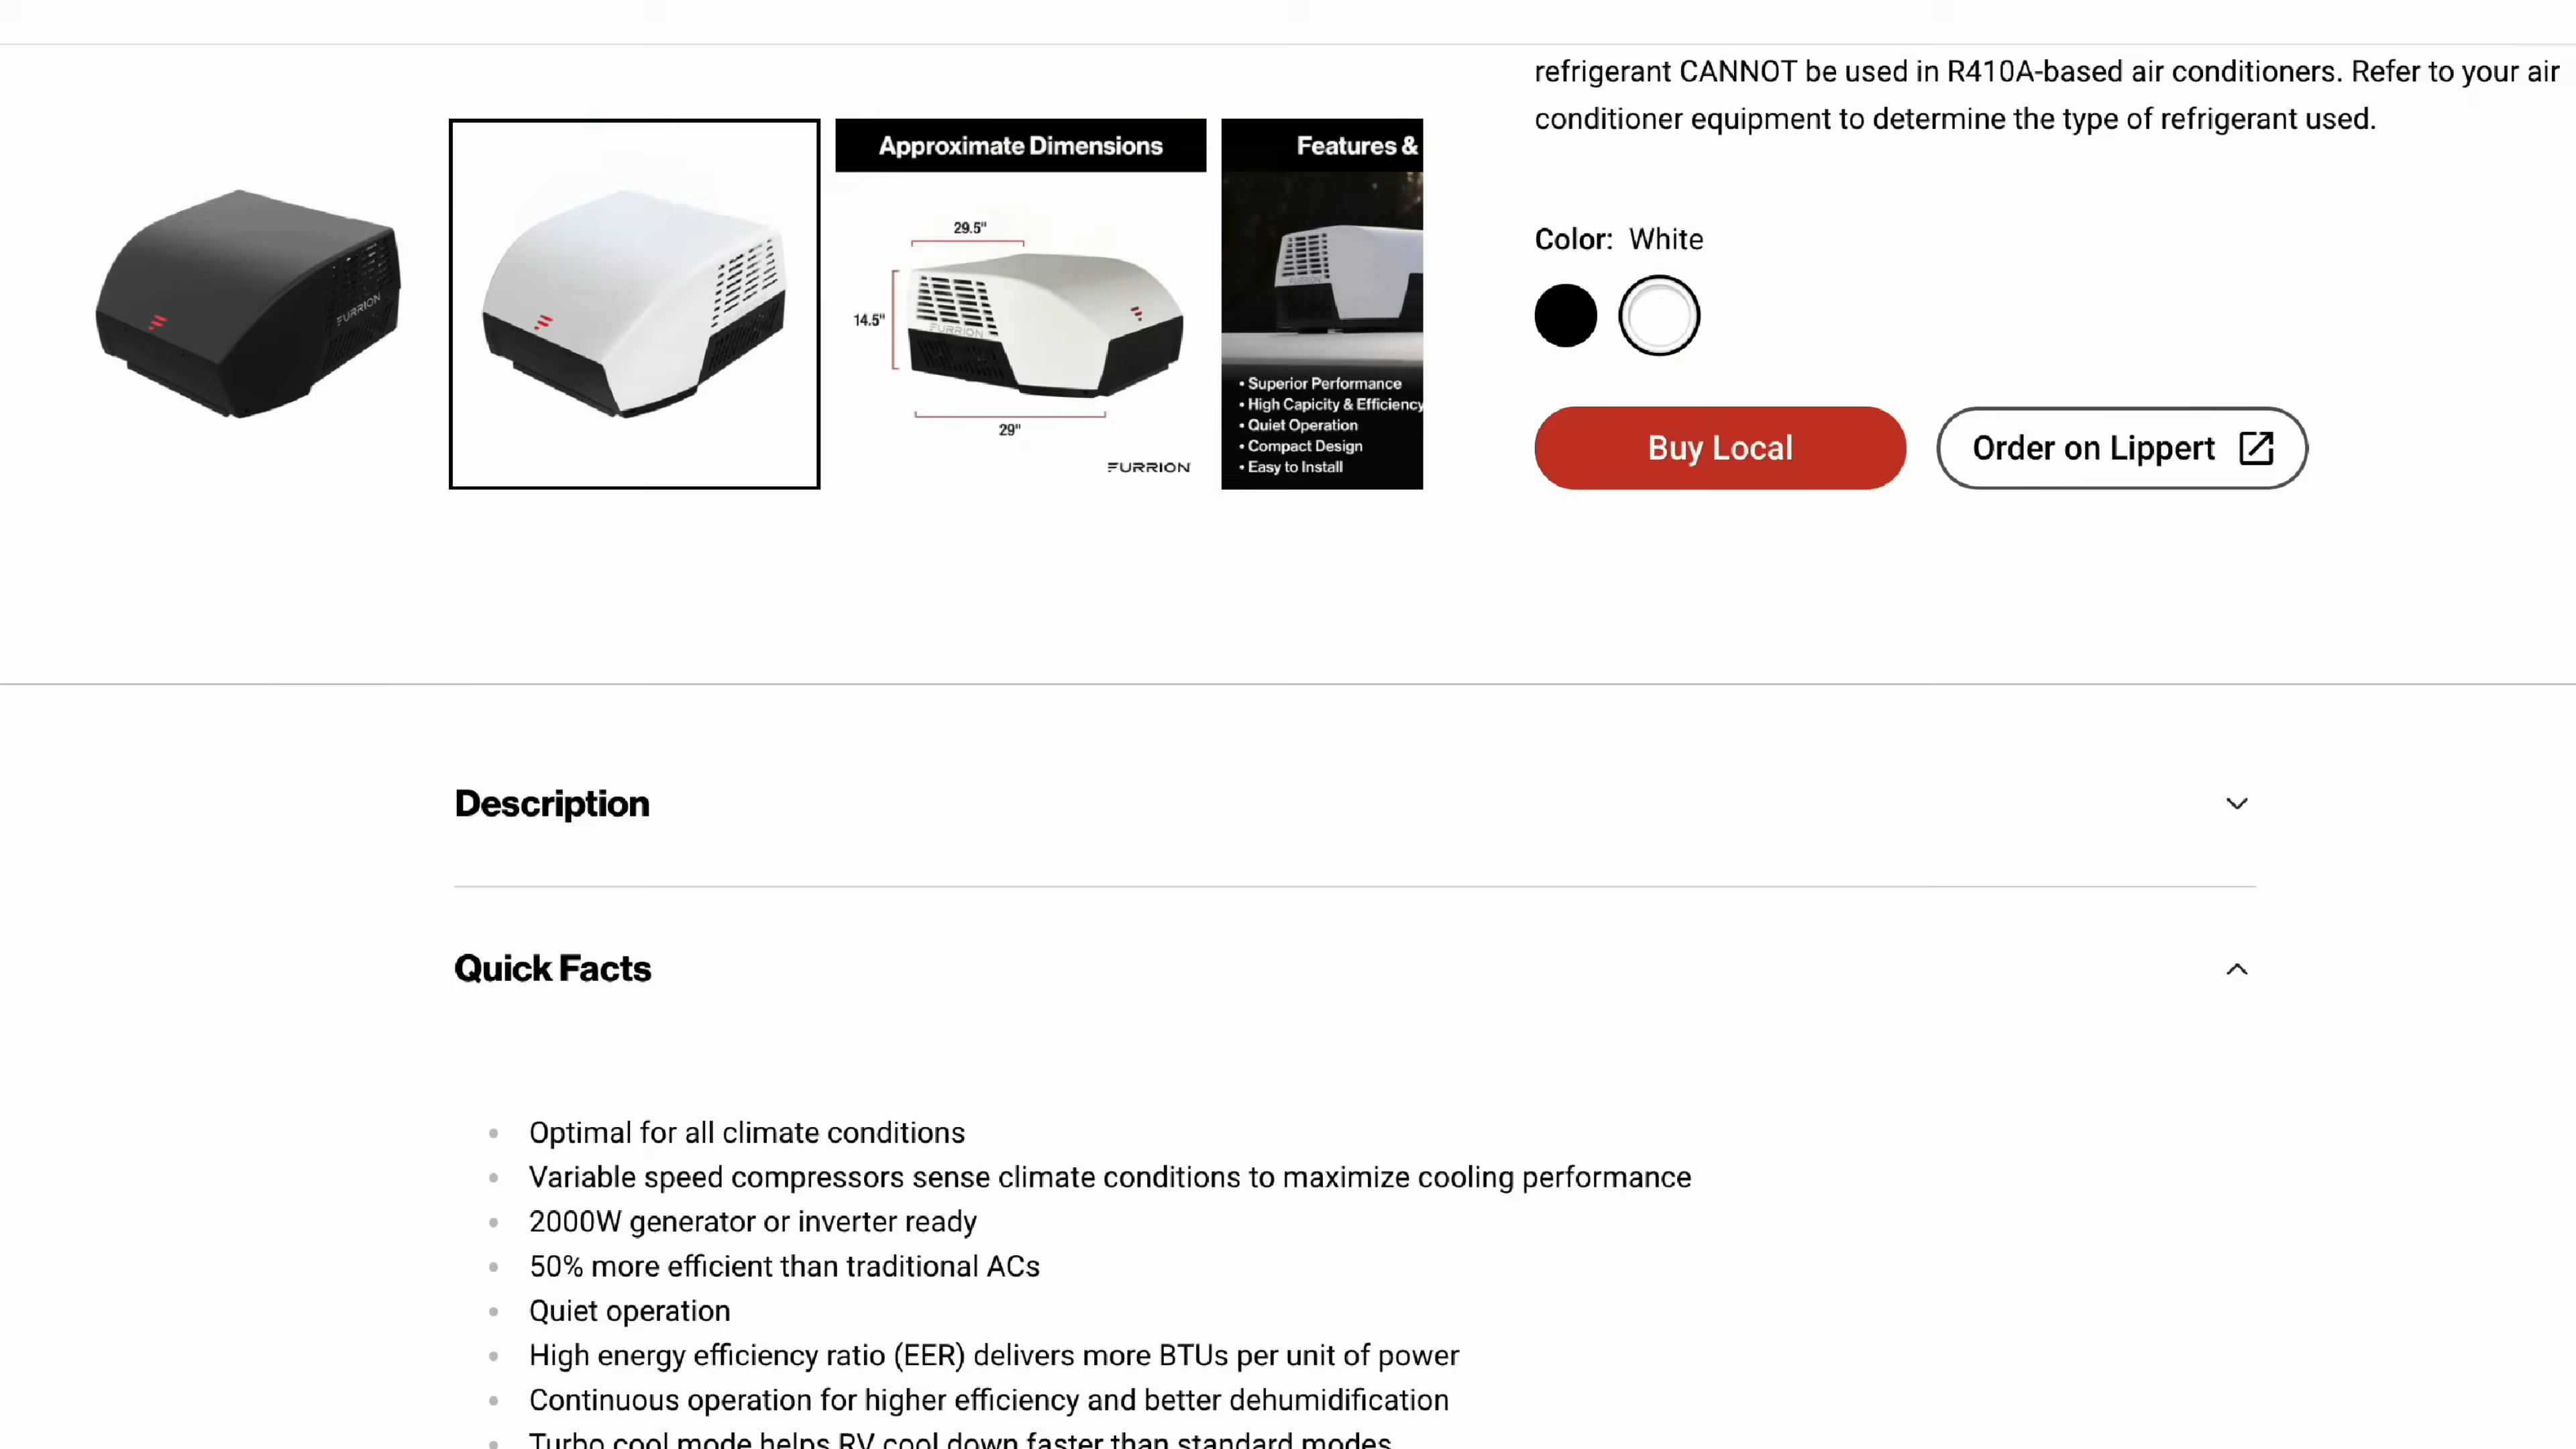 refrigerant CANNOT be used in R410A-based air conditioners. Refer to your air
conditioner equipment to determine the type of refrigerant used.
FURRION
Approximate Dimensions
29.5"
14.5"
FURRION
29"
FURRION
Features &
• Superior Performance
• High Capicity & Efficiency
• Quiet Operation
• Compact Design
• Easy to Install
Color: White
Buy Local
Order on Lippert
Description
Quick Facts
• Optimal for all climate conditions
• Variable speed compressors sense climate conditions to maximize cooling performance
• 2000W generator or inverter ready
• 50% more efficient than traditional ACs
• Quiet operation
• High energy efficiency ratio (EER) delivers more BTUs per unit of power
• Continuous operation for higher efficiency and better dehumidification
• Turbo cool mode helps RV cool down faster than standard modes